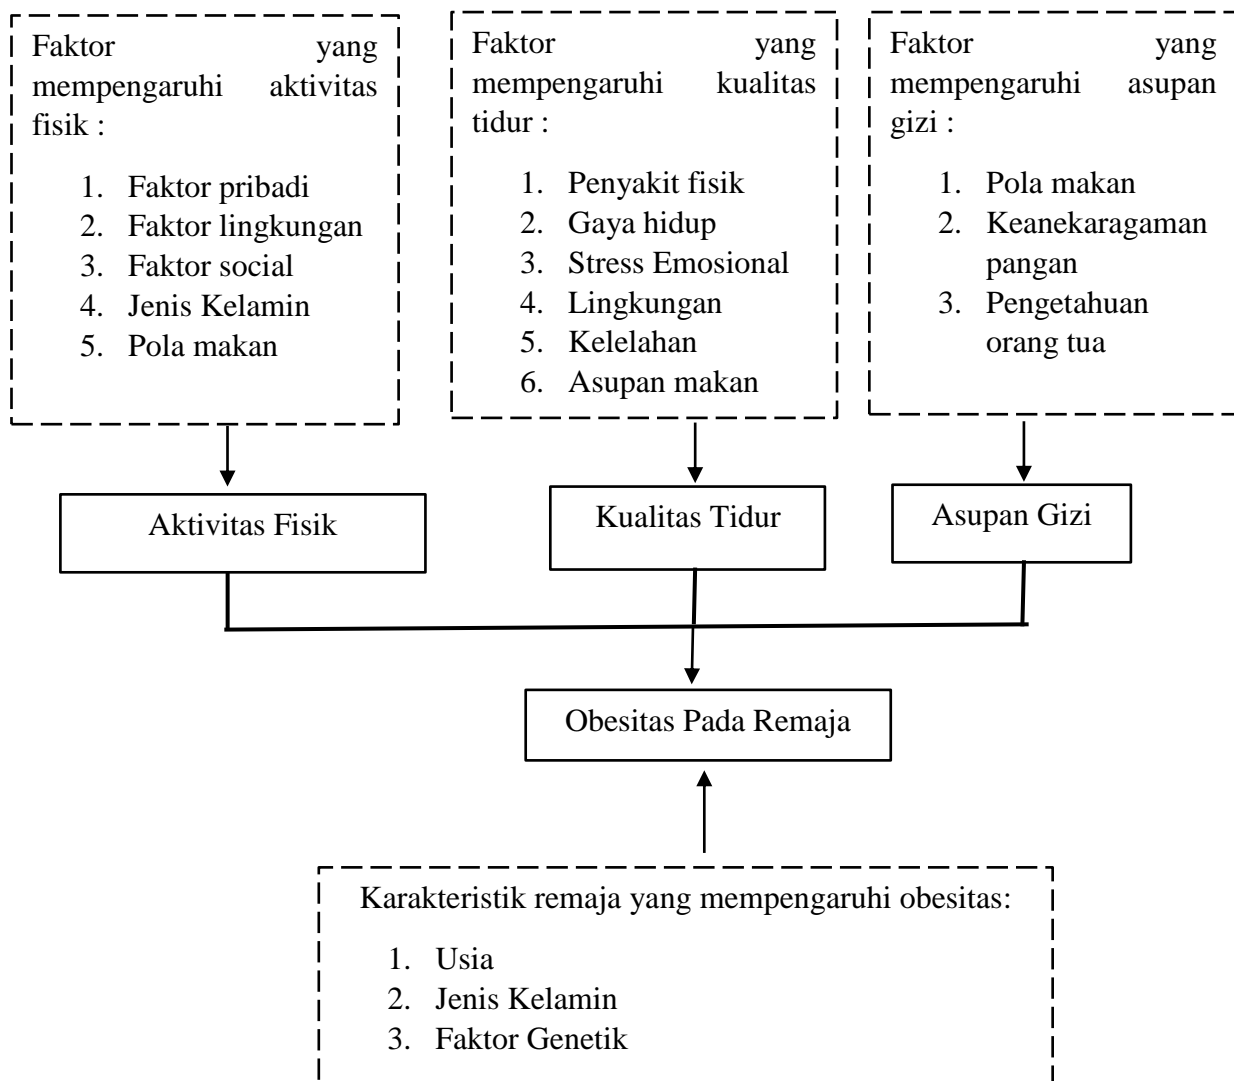 Faktor yang
mempengaruhi aktivitas
fisik :
1. Faktor pribadi
2. Faktor lingkungan
3. Faktor social
4. Jenis Kelamin
5. Pola makan
Faktor yang
mempengaruhi kualitas
tidur :
1. Penyakit fisik
2. Gaya hidup
3. Stress Emosional
4. Lingkungan
5. Kelelahan
6. Asupan makan
Faktor yang
mempengaruhi asupan
gizi :
1. Pola makan
2. Keanekaragaman
pangan
3. Pengetahuan
orang tua
Aktivitas Fisik
Kualitas Tidur
Asupan Gizi
Obesitas Pada Remaja
Karakteristik remaja yang mempengaruhi obesitas:
1. Usia
2. Jenis Kelamin
3. Faktor Genetik